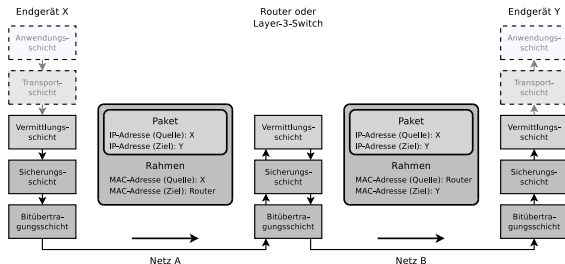 Endgerät X
Router oder
Layer-3-Switch
Endgerät Y
Anwendungs-
schicht
Anwendungs-
schicht
Transport-
schicht
Transport-
schicht
Vermittlungs-
schicht
Paket
IP-Adresse (Quelle): X
IP-Adresse (Ziel): Y
Vermittlungs-
schicht
Paket
IP-Adresse (Quelle): X
IP-Adresse (Ziel): Y
Vermittlungs-
schicht
Sicherungs-
schicht
Rahmen
MAC-Adresse (Quelle): X
MAC-Adresse (Ziel): Router
Sicherungs-
schicht
Rahmen
MAC-Adresse (Quelle): Router
MAC-Adresse (Ziel): Y
Sicherungs-
schicht
Bitübertra-
gungsschicht
Bitübertra-
gungsschicht
Bitübertra-
gungsschicht
Netz A
Netz B